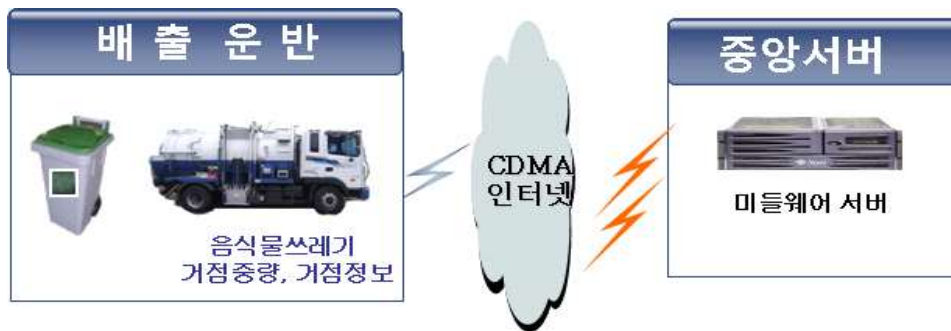 배 출 운 반
음식물쓰레기
거점중량, 거점정보
CDMA
인터넷
중앙서버
미들웨어 서버